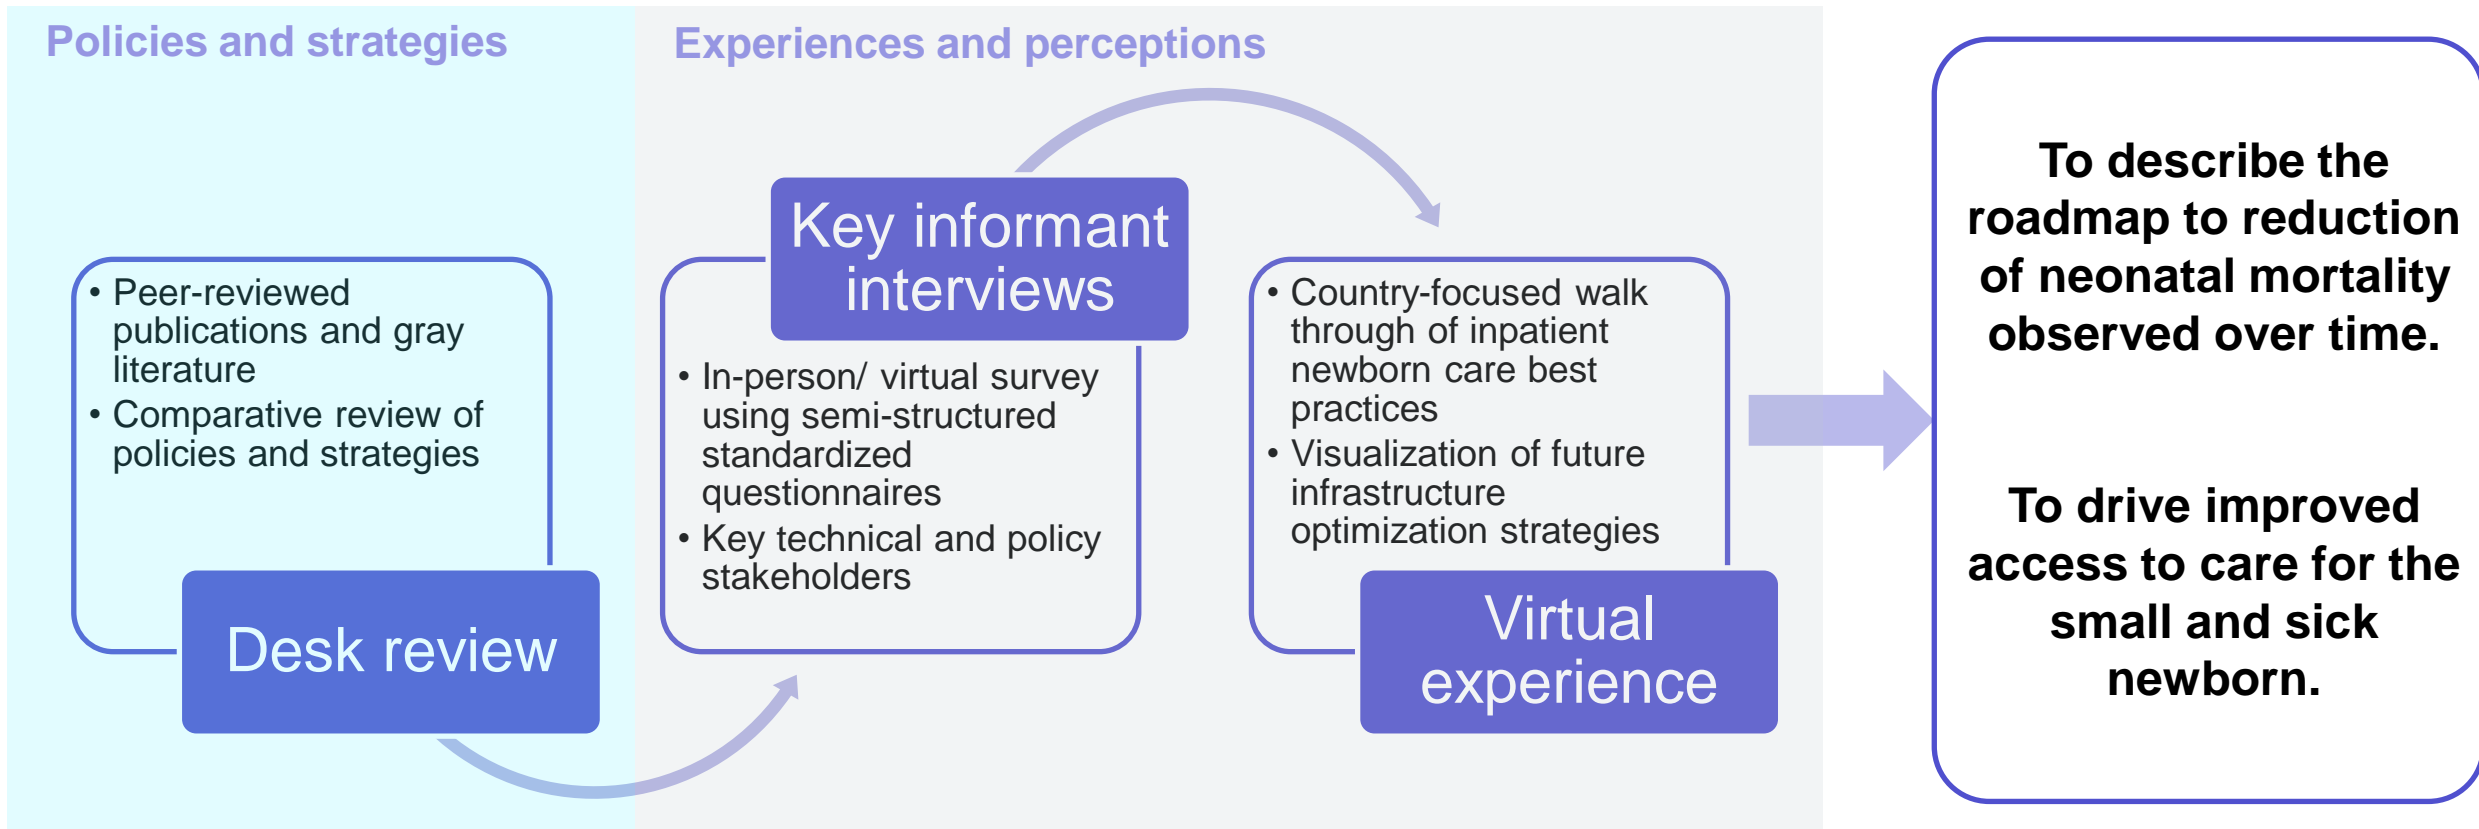 Policies and strategies
• Peer-reviewed
publications and gray
literature
• Comparative review of
policies and strategies
Desk review
Experiences and perceptions
Key informant
interviews
• In-person/ virtual survey
using semi-structured
standardized
questionnaires
• Key technical and policy
stakeholders
• Country-focused walk
through of inpatient
newborn care best
practices
• Visualization of future
infrastructure
optimization strategies
Virtual
experience
To describe the
roadmap to reduction
of neonatal mortality
observed over time.
To drive improved
access to care for the
small and sick
newborn.